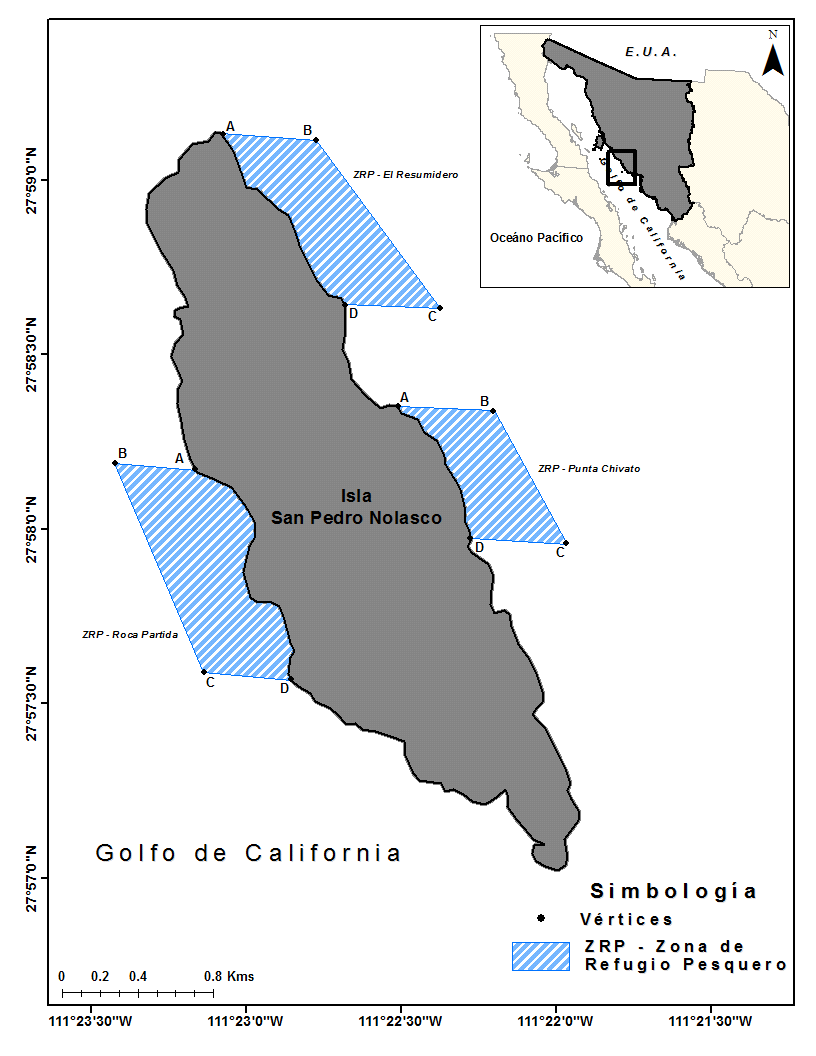 N
E.U.A.
Golfo de California
Oceáno Pacífico
A
B
ZRP - El Resumidero
D
C
A
B
ZRP - Punta Chivato
D
C
B
A
ZRP - Roca Partida
C
D
Isla
San Pedro Nolasco
Golfo de California
Simbología
Vértices
ZRP - Zona de
Refugio Pesquero
0 0.2 0.4 0.8 Kms
27°59'0"N
27°58'30"N
27°58'0"N
27°57'30"N
27°57'0"N
111°23'30"W
111°23'0"W
111°22'30"W
111°22'0"W
111°21'30"W